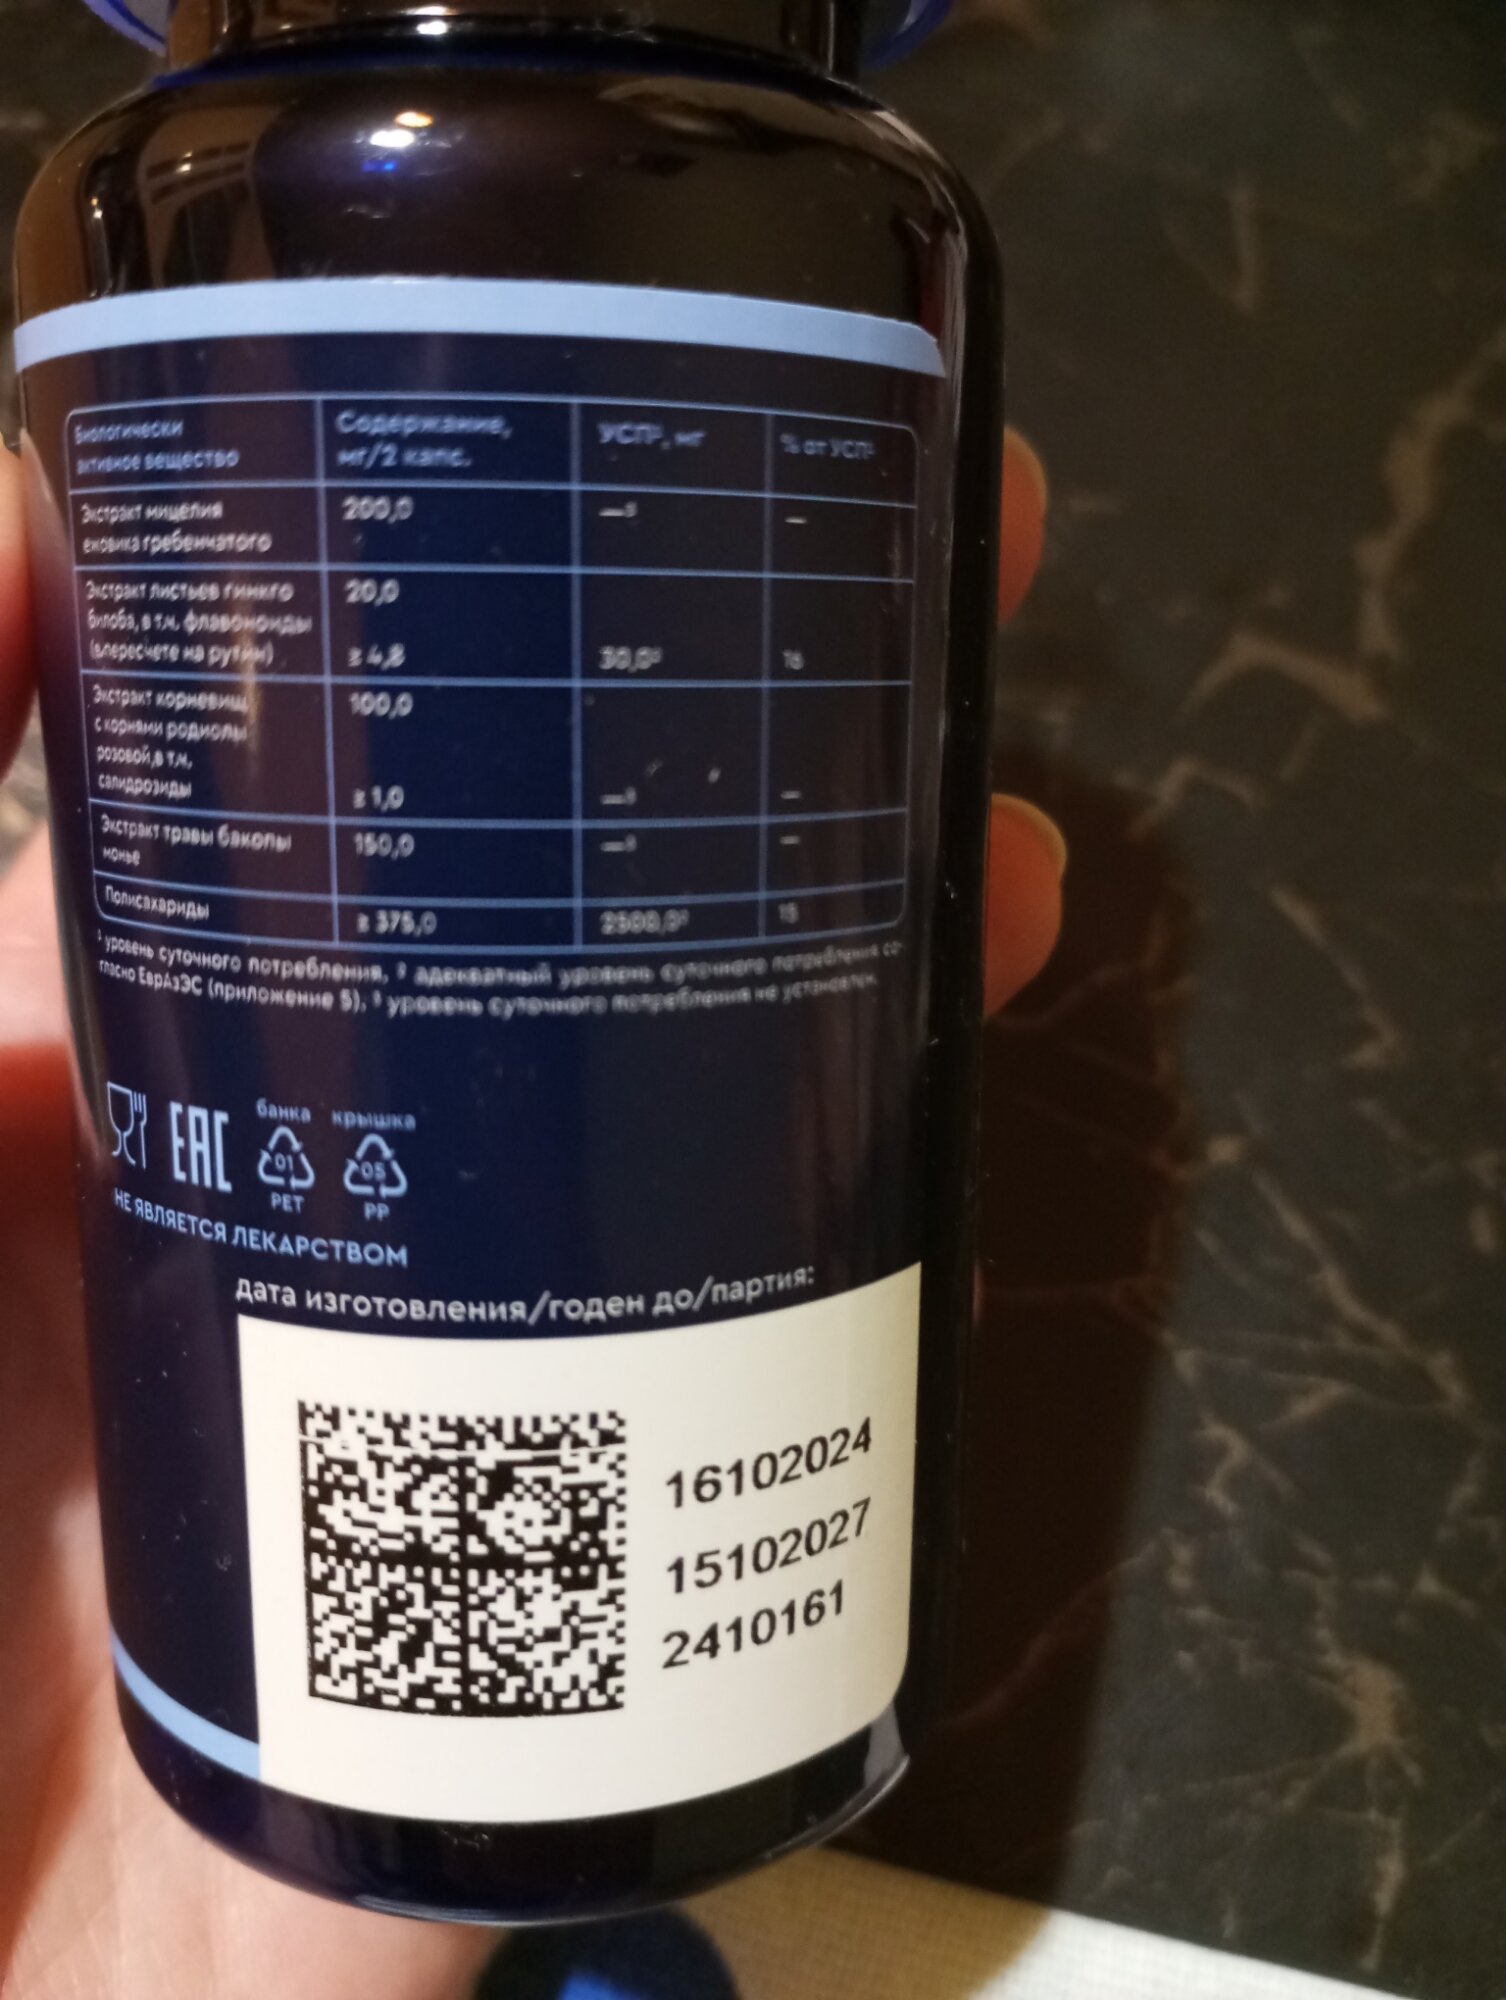 Биологически
активное вещество
Содержание,
мг/2 капс.
УСП¹, мг
% от УСП¹
Экстракт мицелия
ежовика гребенчатого
200,0
—³
—
Экстракт листьев гинкго
билоба, в т.ч. флавоноиды
(в пересчете на рутин)
20,0
≥ 4,8
30,0²
16
Экстракт корневищ
с корнями родиолы
розовой, в т.ч.
салидрозиды
100,0
≥ 1,0
—³
—
Экстракт травы бакопы
монье
150,0
—³
—
Полисахариды
≥ 375,0
2500,0²
15
¹ уровень суточного потребления, ² адекватный уровень суточного потребления со-
гласно ЕврАзЭС (приложение 5), ³ уровень суточного потребления не установлен.
EAC
банка
01
PET
крышка
05
PP
НЕ ЯВЛЯЕТСЯ ЛЕКАРСТВОМ
дата изготовления/годен до/партия:
16102024
15102027
2410161